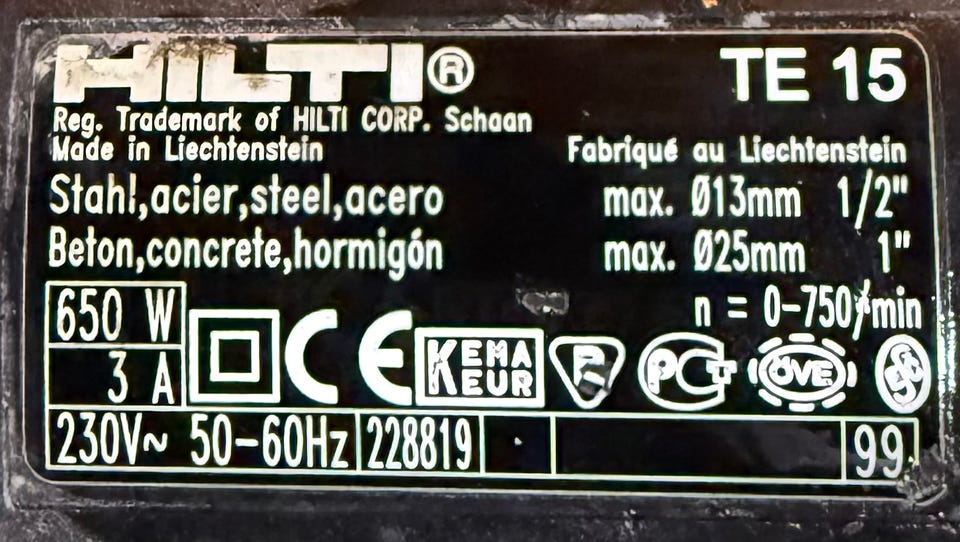 HILTI® TE 15
Reg. Trademark of HILTI CORP. Schaan
Made in Liechtenstein Fabriqué au Liechtenstein
Stahl,acier,steel,acero max. Ø13mm 1/2"
Beton,concrete,hormigón max. Ø25mm 1"
n = 0-750/min
650 W
3 A CE KEMA KEUR PCT ÖVE
230V~ 50-60Hz 228819 99